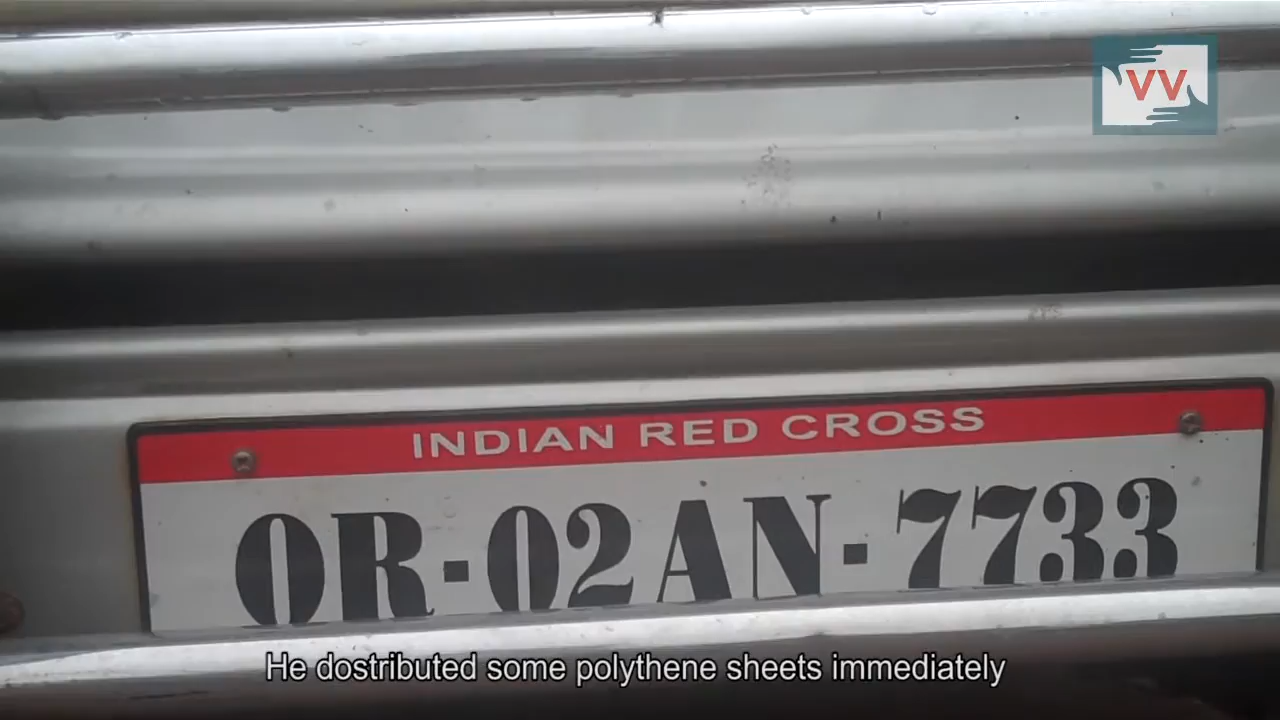 VV
INDIAN RED CROSS
OR-02AN-7733
He dostributed some polythene sheets immediately